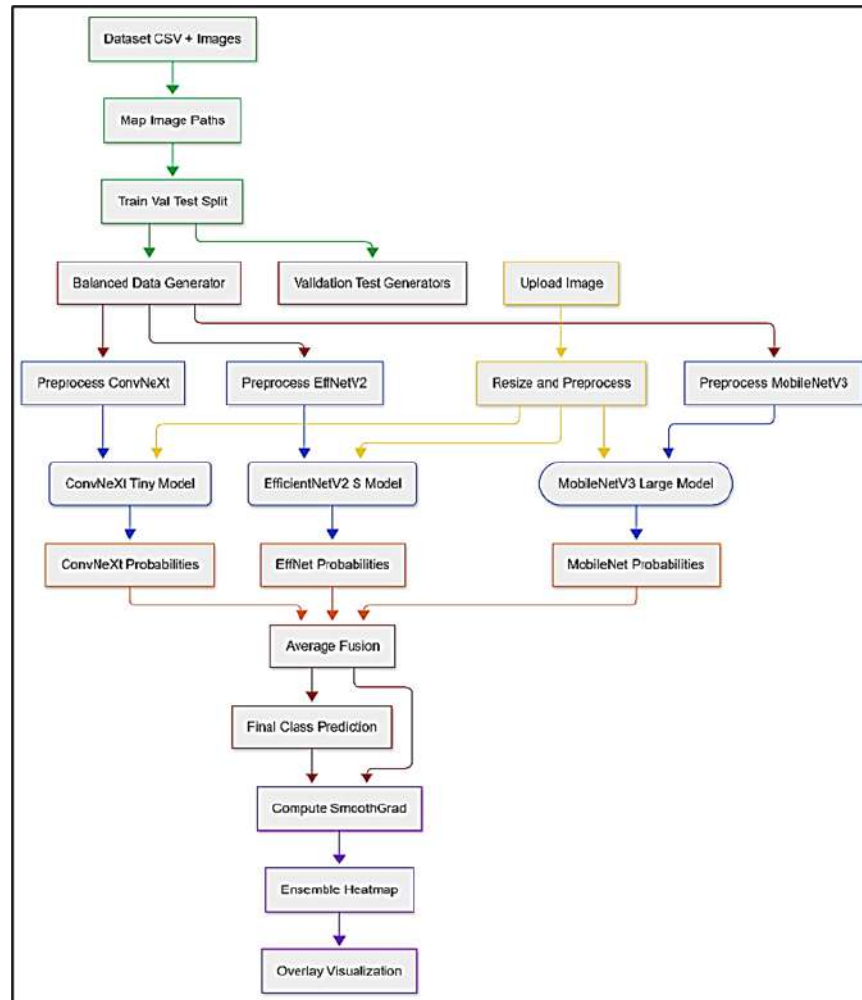 Dataset CSV + Images
Map Image Paths
Train Val Test Split
Balanced Data Generator
Validation Test Generators
Upload Image
Preprocess ConvNeXt
Preprocess EffNetV2
Resize and Preprocess
Preprocess MobileNetV3
ConvNeXt Tiny Model
EfficientNetV2 S Model
MobileNetV3 Large Model
ConvNeXt Probabilities
EffNet Probabilities
MobileNet Probabilities
Average Fusion
Final Class Prediction
Compute SmoothGrad
Ensemble Heatmap
Overlay Visualization